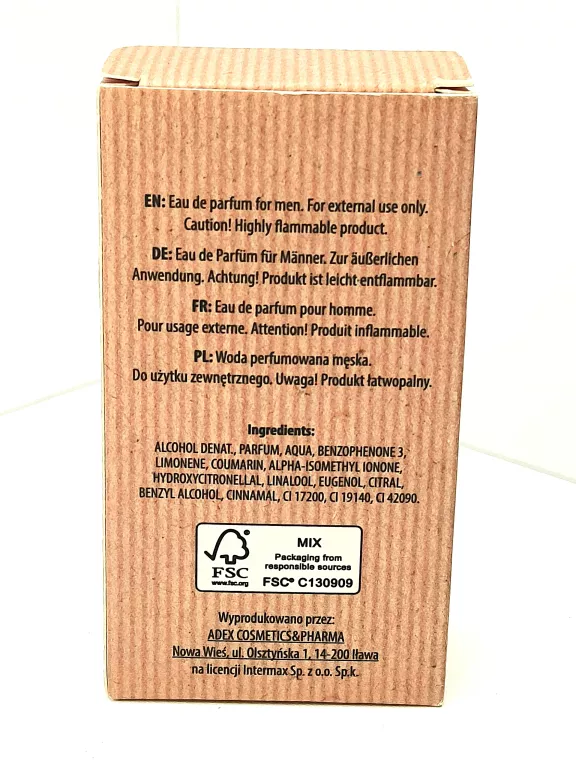 EN: Eau de parfum for men. For external use only.
Caution! Highly flammable product.
DE: Eau de Parfüm für Männer. Zur äußerlichen
Anwendung. Achtung! Produkt ist leicht entflammbar.
FR: Eau de parfum pour homme.
Pour usage externe. Attention! Produit inflammable.
PL: Woda perfumowana męska.
Do użytku zewnętrznego. Uwaga! Produkt łatwopalny.
Ingredients:
ALCOHOL DENAT., PARFUM, AQUA, BENZOPHENONE 3,
LIMONENE, COUMARIN, ALPHA-ISOMETHYL IONONE,
HYDROXYCITRONELLAL, LINALOOL, EUGENOL, CITRAL,
BENZYL ALCOHOL, CINNAMAL, CI 17200, CI 19140, CI 42090.
FSC
www.fsc.org
MIX
Packaging from
responsible sources
FSC® C130909
Wyprodukowano przez:
ADEX COSMETICS&PHARMA
Nowa Wieś, ul. Olsztyńska 1, 14-200 Iława
na licencji Intermax Sp. z o.o. Sp.k.